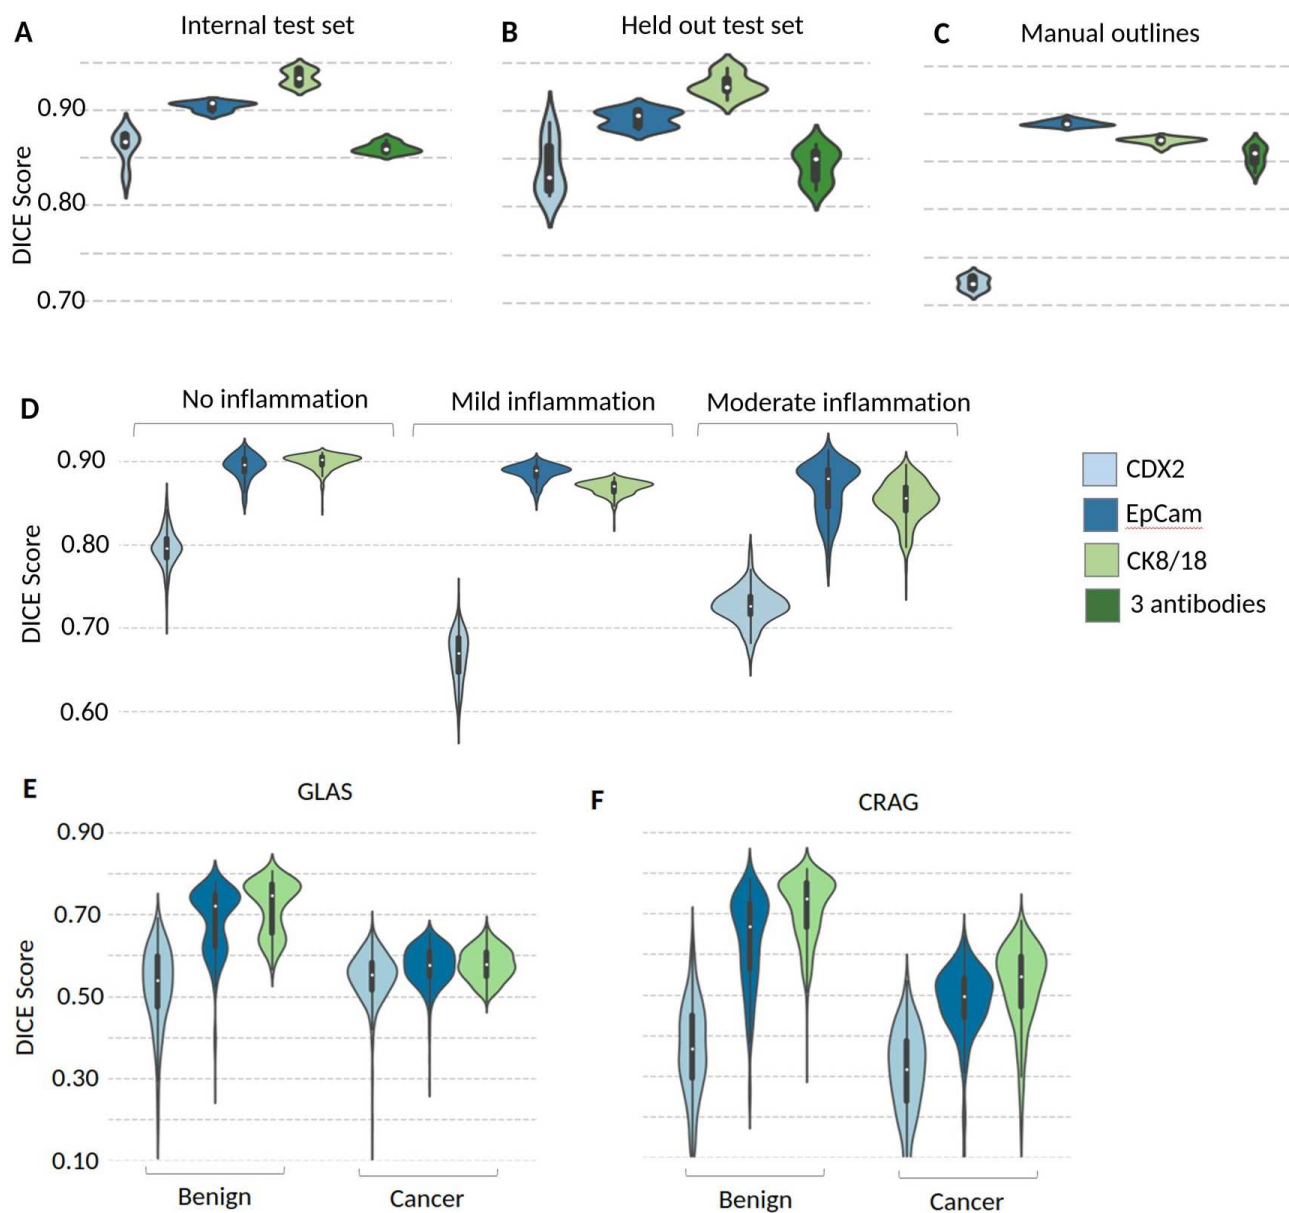 A
Internal test set
B
Held out test set
C
Manual outlines
DICE Score
0.90
0.80
0.70
D
No inflammation
Mild inflammation
Moderate inflammation
DICE Score
0.90
0.80
0.70
0.60
CDX2
EpCam
CK8/18
3 antibodies
E
GLAS
F
CRAG
DICE Score
0.90
0.70
0.50
0.30
0.10
Benign
Cancer
Benign
Cancer